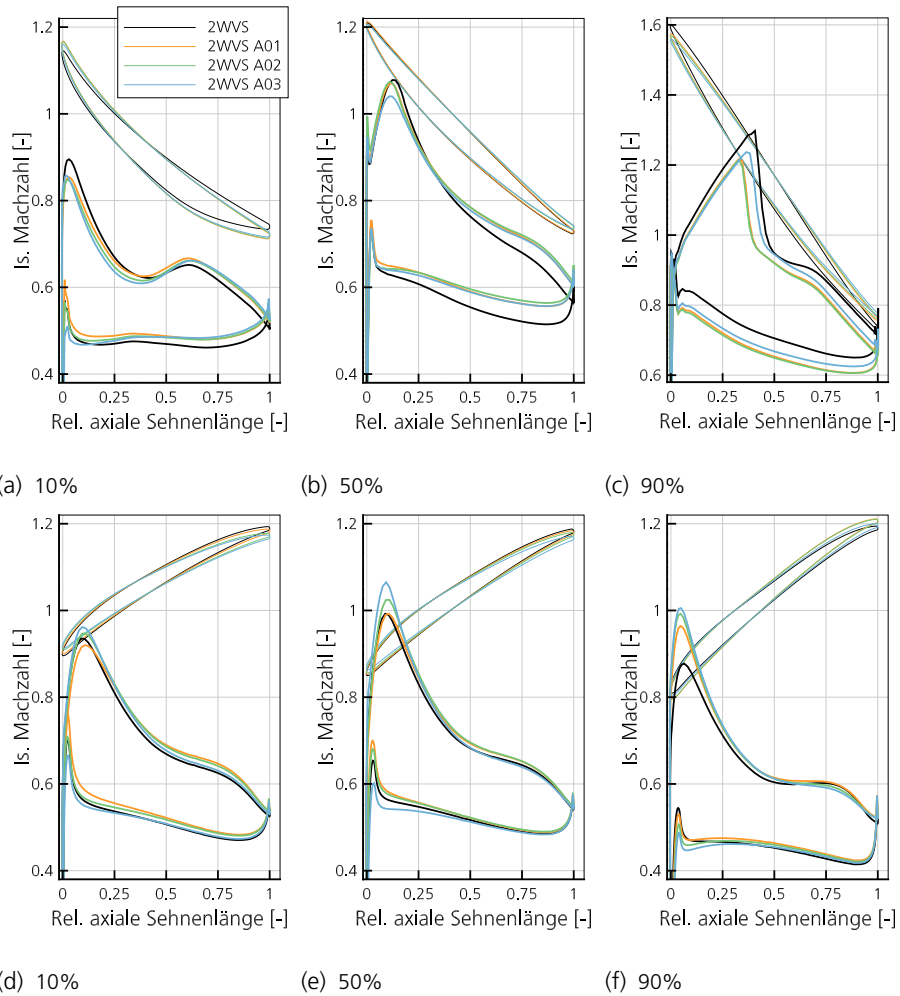 1.2
1
0.8
0.6
0.4
Is. Machzahl [-]
0
0.25
0.5
0.75
1
Rel. axiale Sehnenlänge [-]
2WVS
2WVS A01
2WVS A02
2WVS A03
(a) 10%
1.2
1
0.8
0.6
0.4
Is. Machzahl [-]
0
0.25
0.5
0.75
1
Rel. axiale Sehnenlänge [-]
(b) 50%
1.6
1.4
1.2
1
0.8
0.6
Is. Machzahl [-]
0
0.25
0.5
0.75
1
Rel. axiale Sehnenlänge [-]
(c) 90%
1.2
1
0.8
0.6
0.4
Is. Machzahl [-]
0
0.25
0.5
0.75
1
Rel. axiale Sehnenlänge [-]
(d) 10%
1.2
1
0.8
0.6
0.4
Is. Machzahl [-]
0
0.25
0.5
0.75
1
Rel. axiale Sehnenlänge [-]
(e) 50%
1.2
1
0.8
0.6
0.4
Is. Machzahl [-]
0
0.25
0.5
0.75
1
Rel. axiale Sehnenlänge [-]
(f) 90%